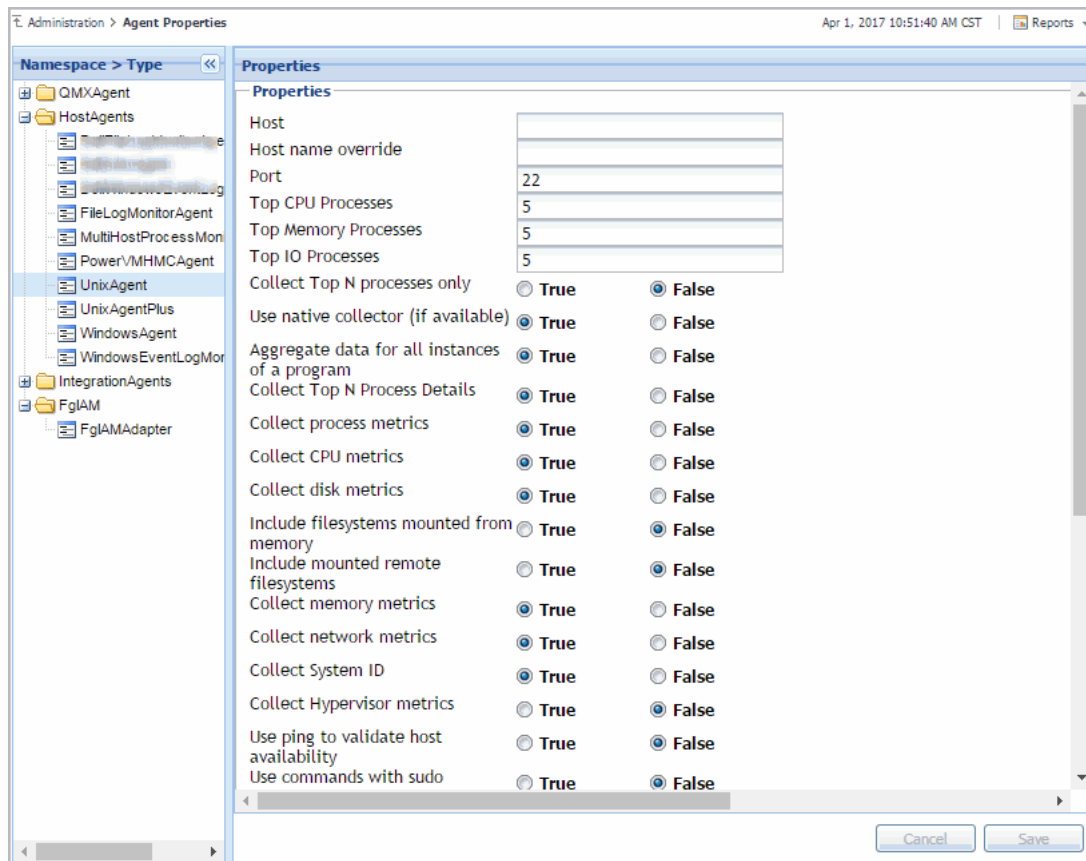 Administration > Agent Properties
Apr 1, 2017 10:51:40 AM CST
Reports
Namespace > Type
QMXAgent
HostAgents
FileLogMonitorAgent
MultiHostProcessMoni
PowerVMHMCAgent
UnixAgent
UnixAgentPlus
WindowsAgent
WindowsEventLogMor
IntegrationAgents
FglAM
FglAMAdapter
Properties
Properties
Host
Host name override
Port 22
Top CPU Processes 5
Top Memory Processes 5
Top IO Processes 5
Collect Top N processes only True False
Use native collector (if available) True False
Aggregate data for all instances
of a program True False
Collect Top N Process Details True False
Collect process metrics True False
Collect CPU metrics True False
Collect disk metrics True False
Include filesystems mounted from
memory True False
Include mounted remote
filesystems True False
Collect memory metrics True False
Collect network metrics True False
Collect System ID True False
Collect Hypervisor metrics True False
Use ping to validate host
availability True False
Use commands with sudo True False
Cancel Save